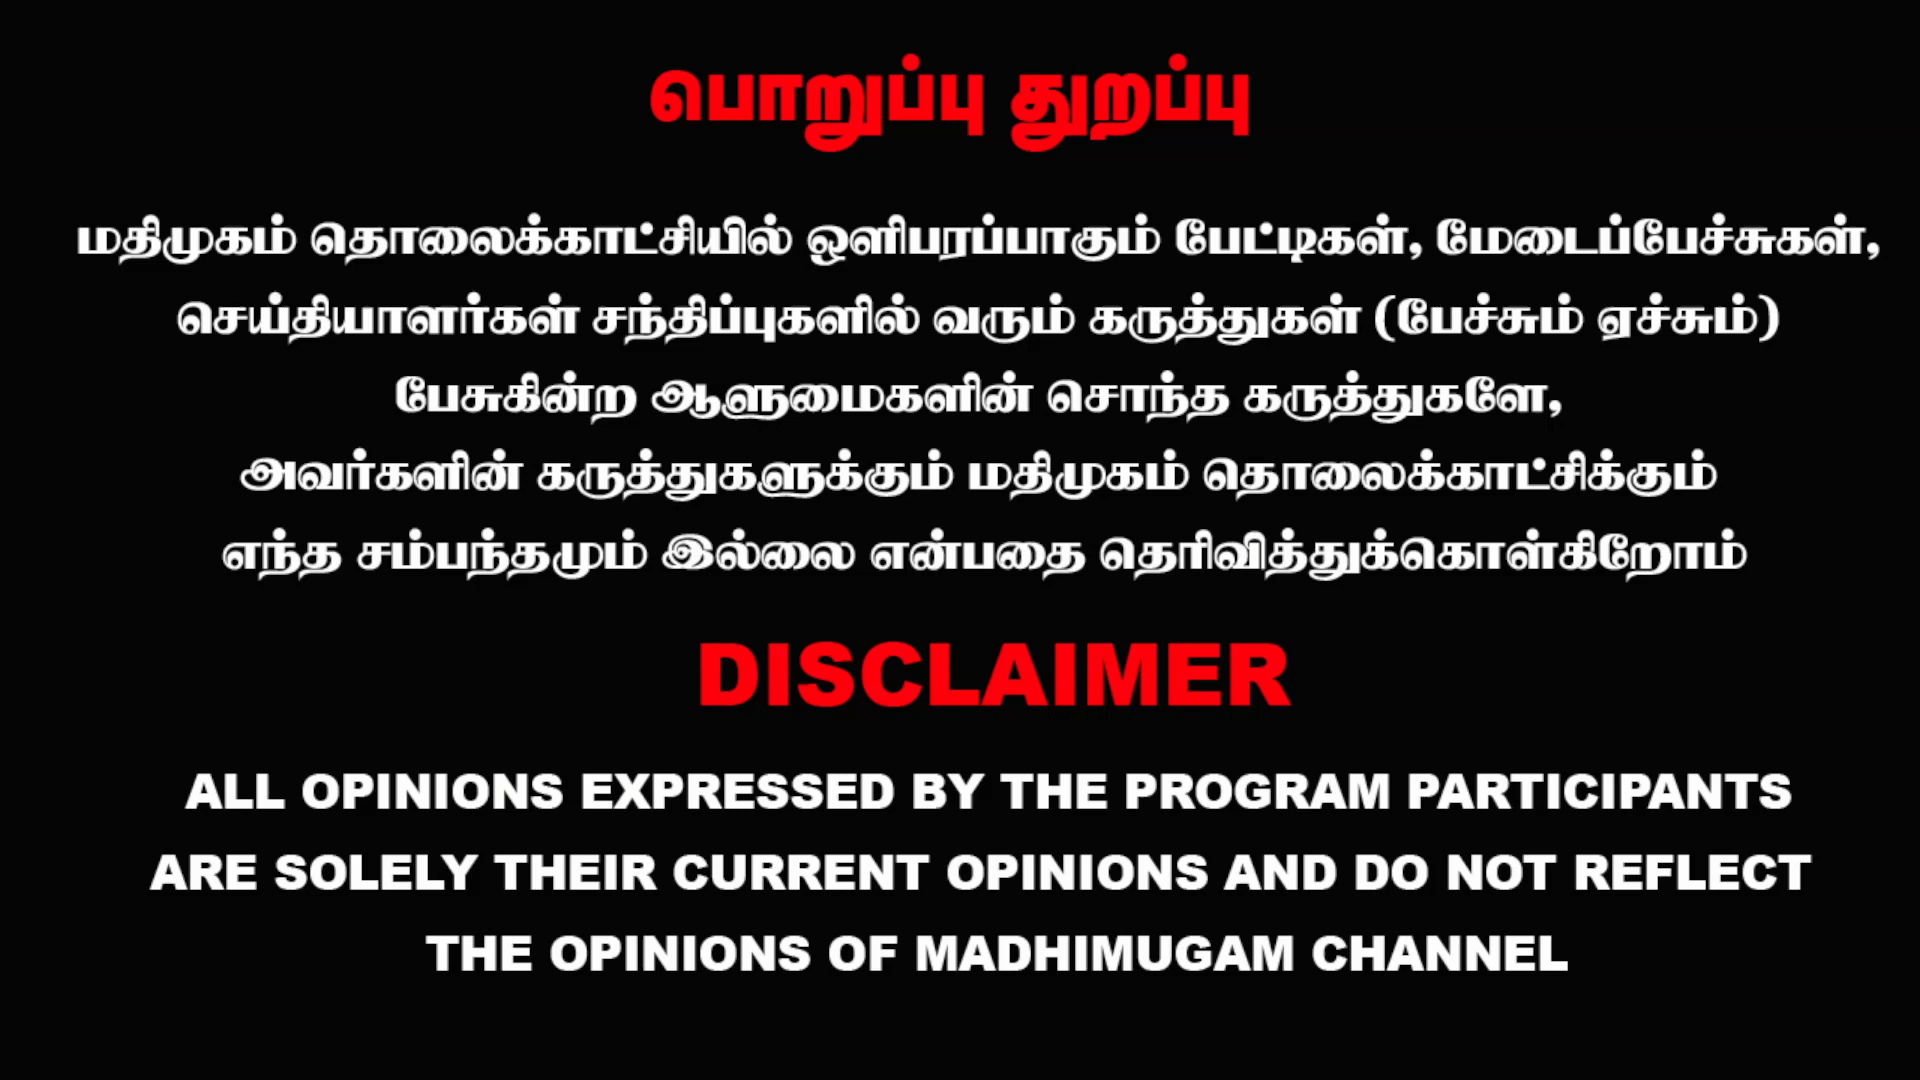 பொறுப்பு துறப்பு
மதிமுகம் தொலைக்காட்சியில் ஒளிபரப்பாகும் பேட்டிகள், மேடைப்பேச்சுகள்,
செய்தியாளர்கள் சந்திப்புகளில் வரும் கருத்துகள் (பேச்சும் ஏச்சும்)
பேசுகின்ற ஆளுமைகளின் சொந்த கருத்துகளே,
அவர்களின் கருத்துகளுக்கும் மதிமுகம் தொலைக்காட்சிக்கும்
எந்த சம்பந்தமும் இல்லை என்பதை தெரிவித்துக்கொள்கிறோம்
DISCLAIMER
ALL OPINIONS EXPRESSED BY THE PROGRAM PARTICIPANTS
ARE SOLELY THEIR CURRENT OPINIONS AND DO NOT REFLECT
THE OPINIONS OF MADHIMUGAM CHANNEL